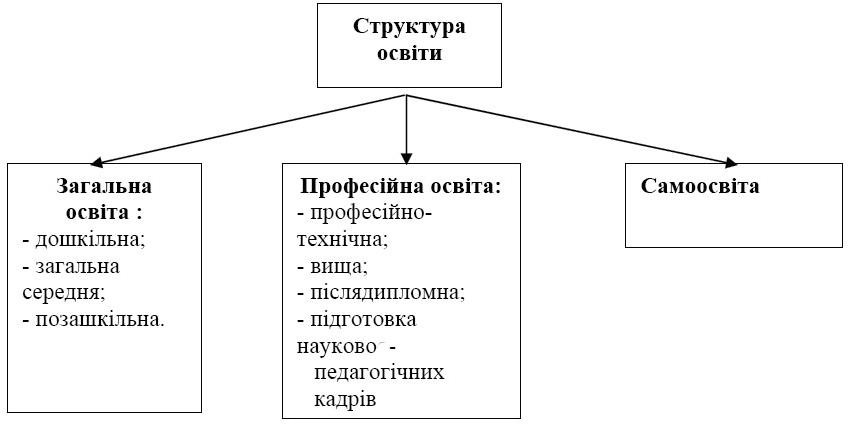 Структура
освіти
Загальна
освіта :
- дошкільна;
- загальна
середня;
- позашкільна.
Професійна освіта:
- професійно-
технічна;
- вища;
- післядипломна;
- підготовка
науково -
педагогічних
кадрів
Самоосвіта